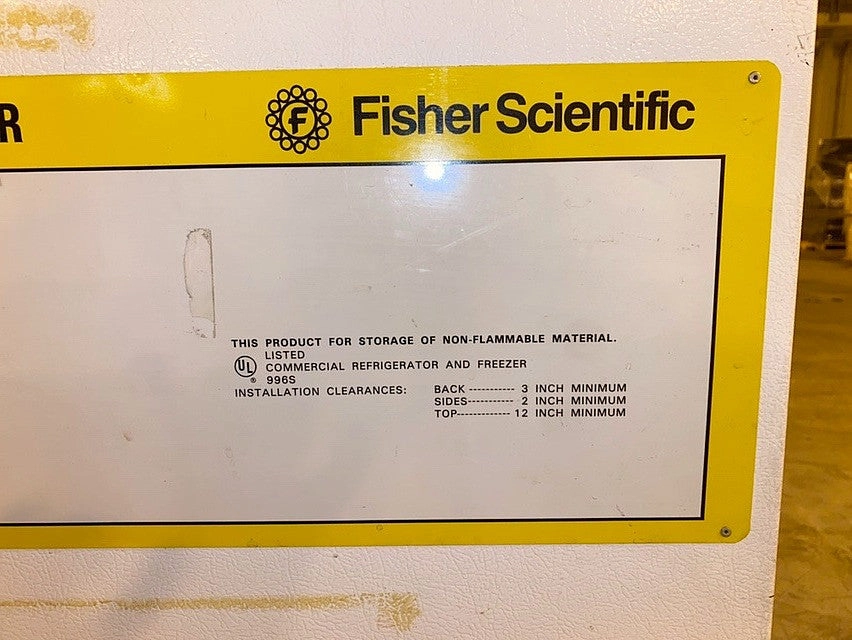 R
F Fisher Scientific
THIS PRODUCT FOR STORAGE OF NON-FLAMMABLE MATERIAL.
LISTED
UL ® COMMERCIAL REFRIGERATOR AND FREEZER
996S
INSTALLATION CLEARANCES: BACK ----------- 3 INCH MINIMUM
SIDES----------- 2 INCH MINIMUM
TOP------------- 12 INCH MINIMUM